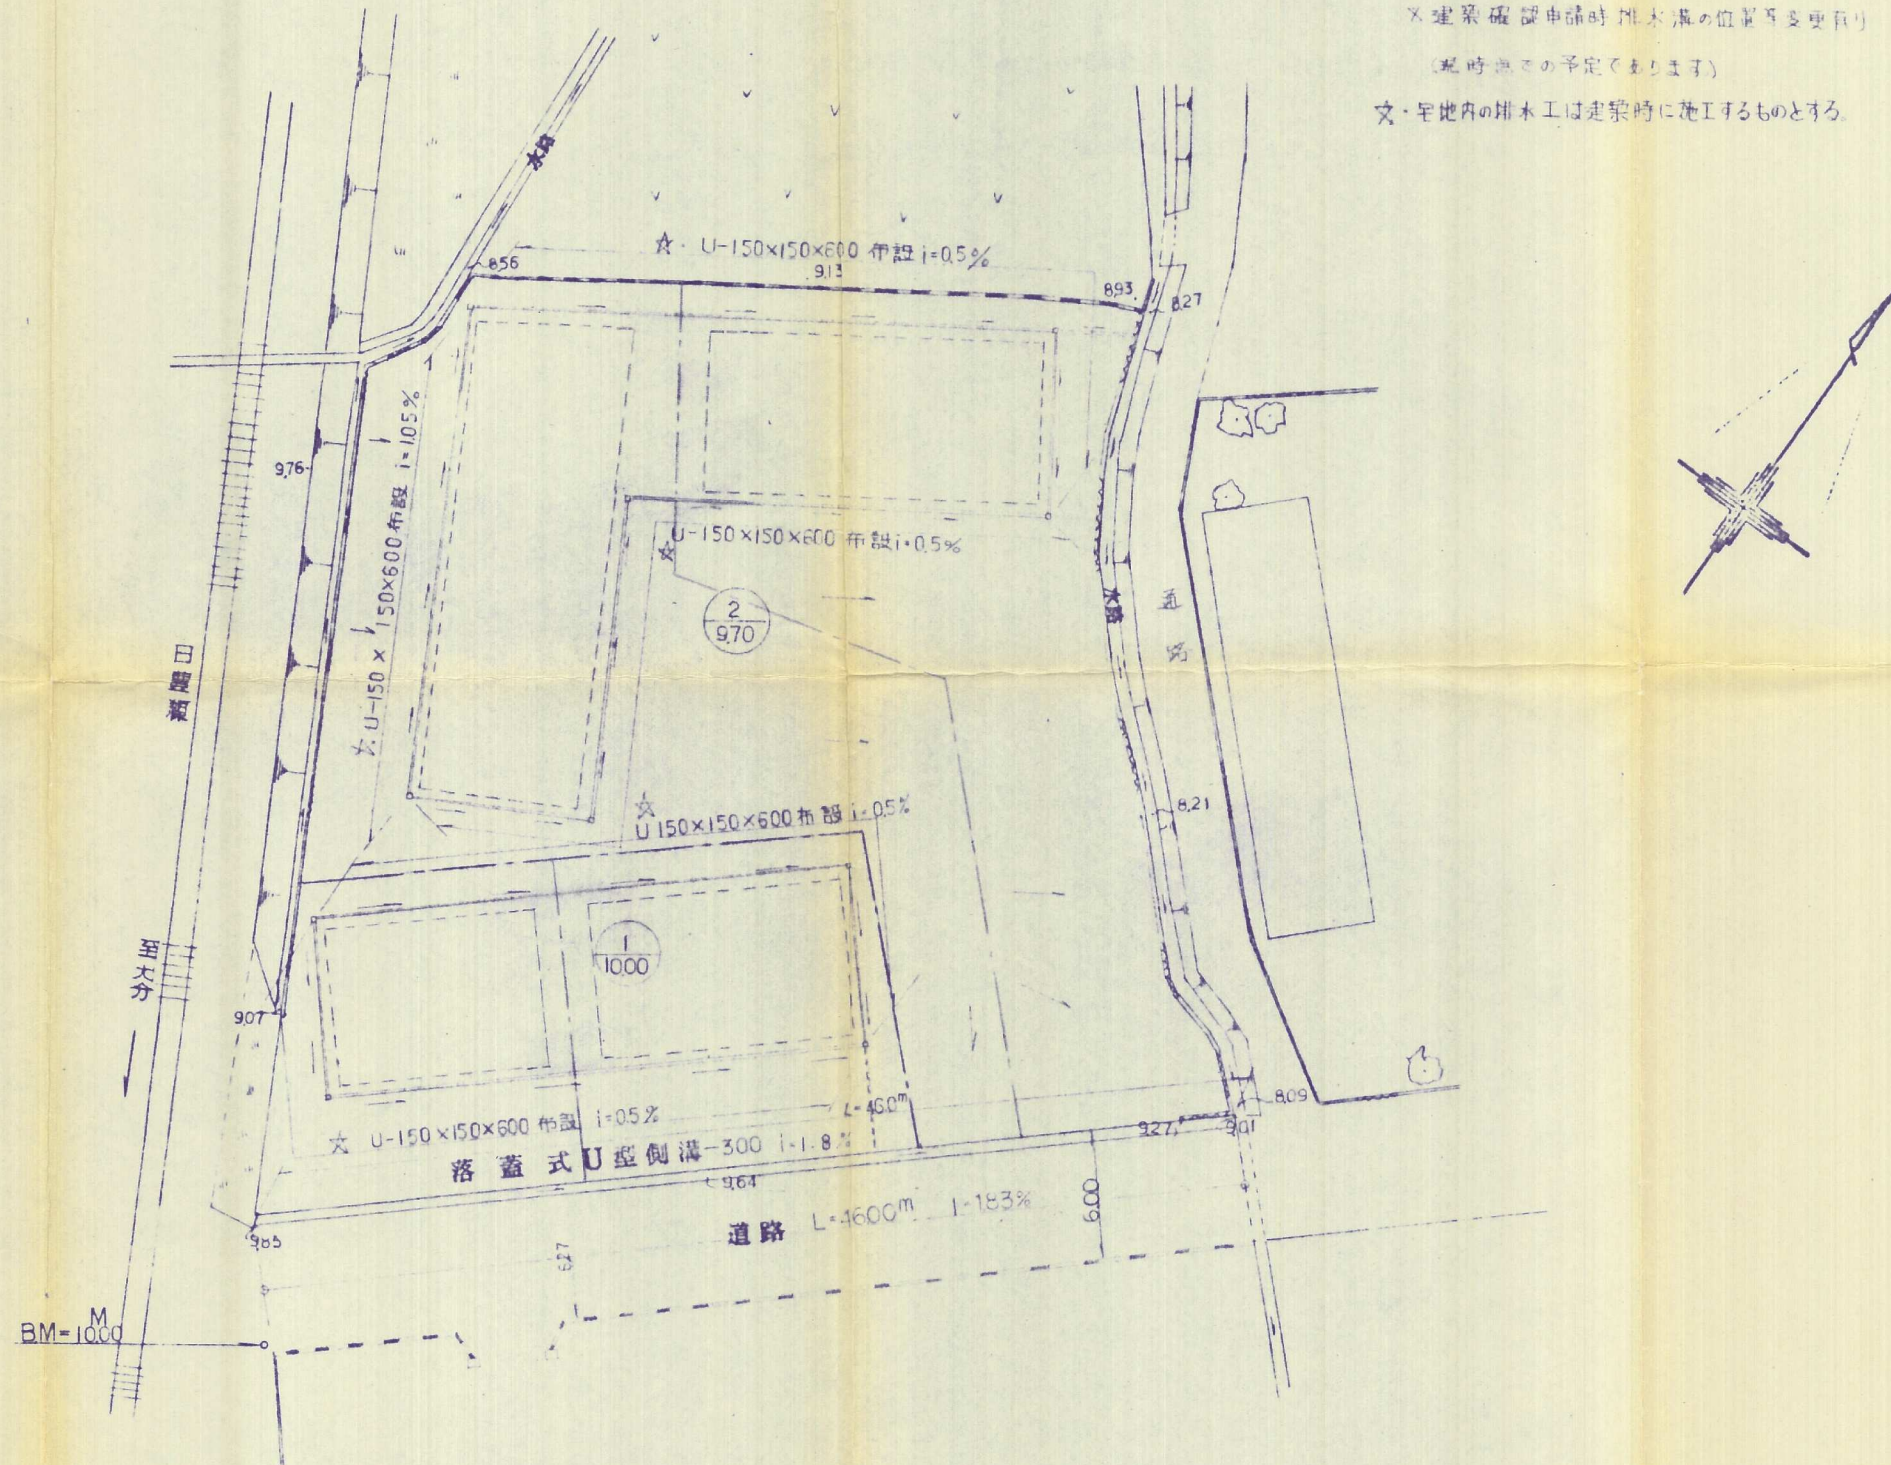 ※建築確認申請時排水溝の位置等変更有り
(現時点での予定であります)
☆・宅地内の排水工は建築時に施工するものとする。
水路
☆・U-150×150×600 布設 i=0.5%
8.56
9.13
8.93
8.27
9.76
☆・U-150×150×600 布設 i=1.05%
☆
U-150×150×600 布設 i=0.5%
2
9.70
水路
通路
日豊線
8.21
☆
U 150×150×600 布設 i=0.5%
1
10.00
至大分
9.07
L=46.0m
8.09
☆ U-150×150×600 布設 i=0.5%
9.27
9.01
落蓋式U型側溝-300 i=1.8%
9.64
道路 L=46.00m i=1.83%
6.00
9.85
6.27
BM=10.00M